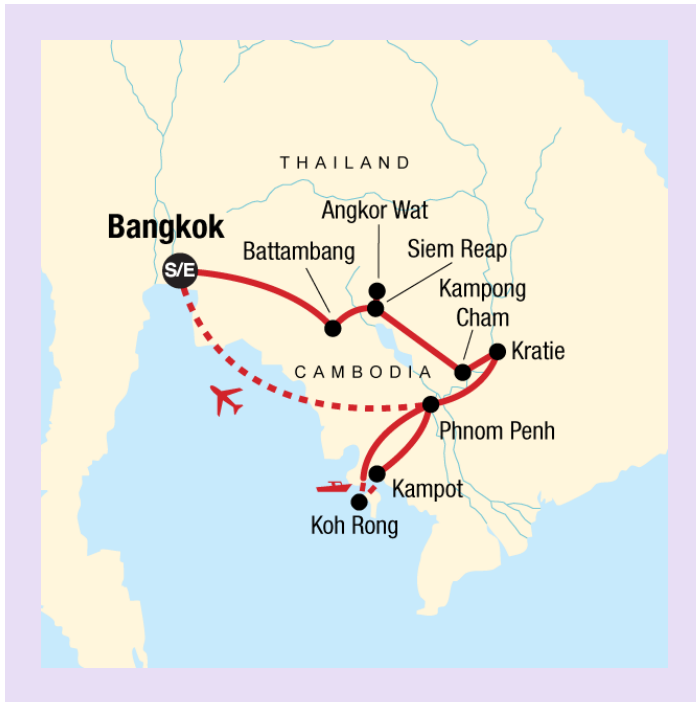 THAILAND
Angkor Wat
Bangkok
Battambang
Siem Reap
S/E
Kampong
Cham
Kratie
CAMBODIA
Phnom Penh
Kampot
Koh Rong